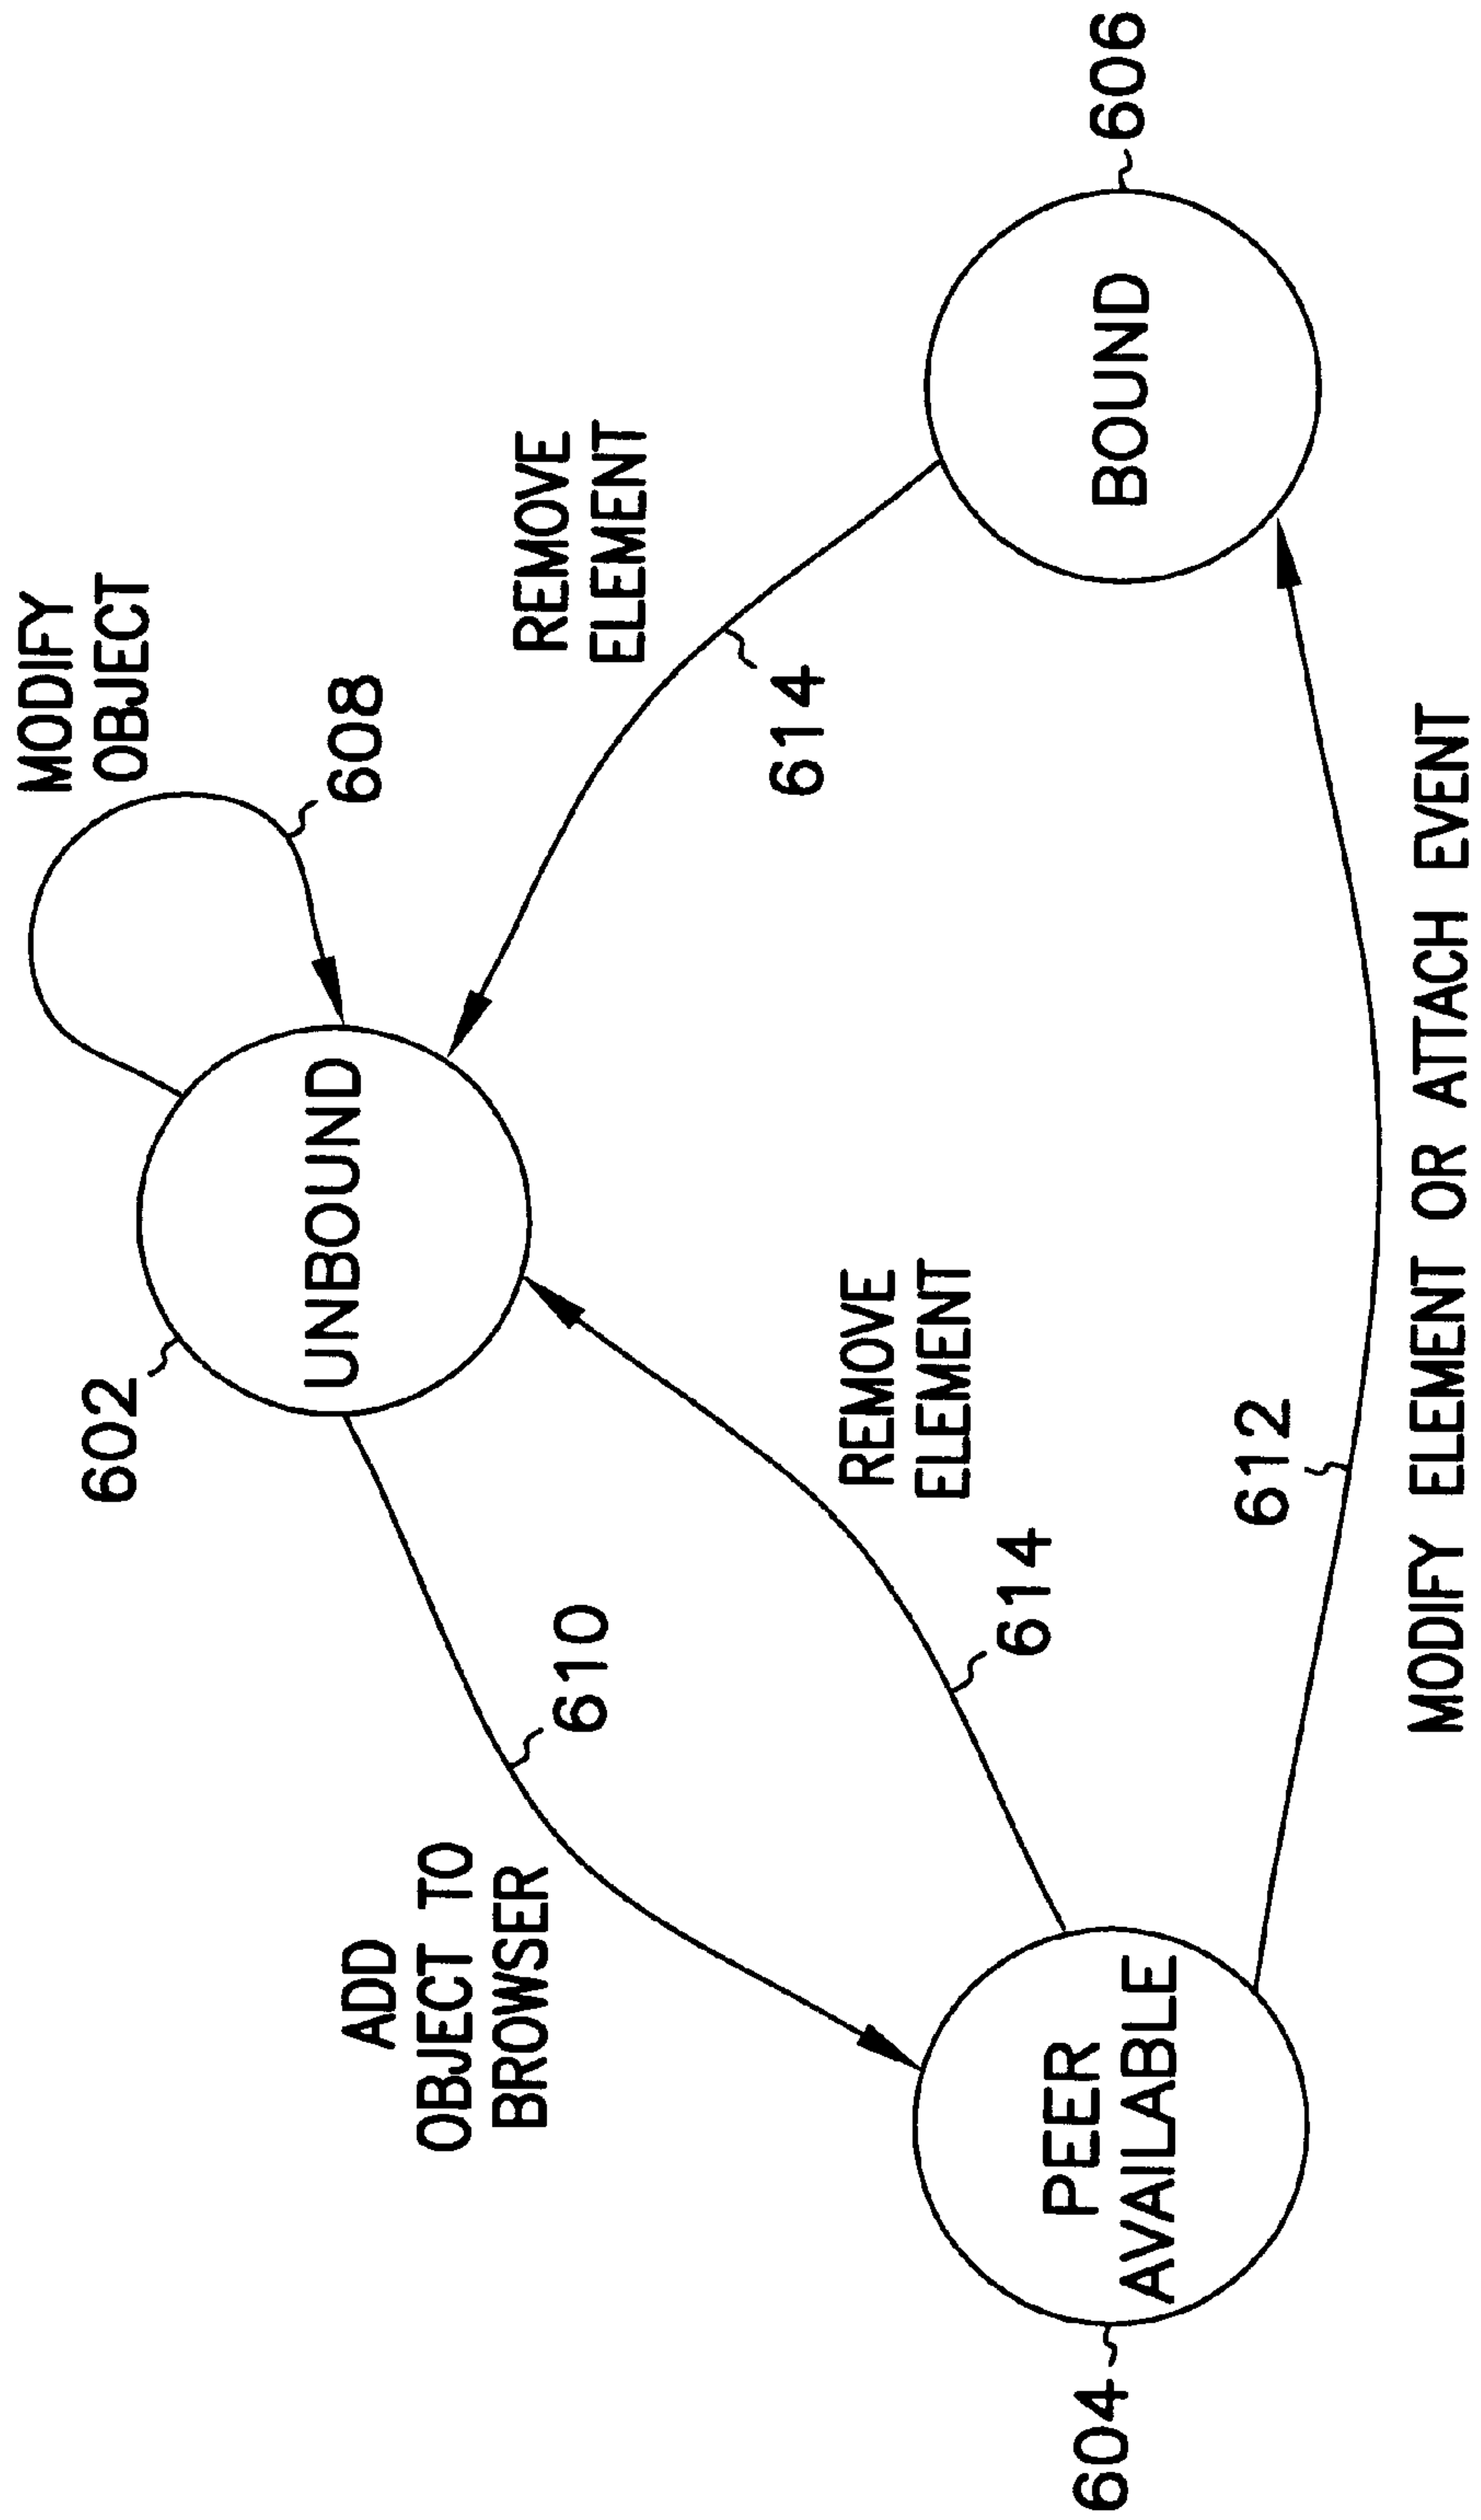 MODIFY
OBJECT
608
602
UNBOUND
ADD
OBJECT TO
BROWSER
610
REMOVE
ELEMENT
614
REMOVE
ELEMENT
614
604
PEER
AVAILABLE
BOUND
606
612
MODIFY ELEMENT OR ATTACH EVENT